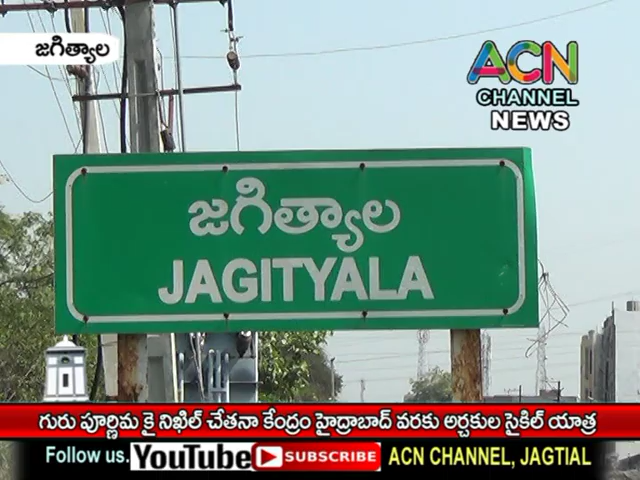 జగిత్యాల
ACN
CHANNEL
NEWS
జగిత్యాల
JAGITYALA
గురు పూర్ణిమ కై నిఖిల్ చేతనా కేంద్రం హైద్రాబాద్ వరకు అర్చకుల సైకిల్ యాత్ర
Follow us. YouTube SUBSCRIBE ACN CHANNEL, JAGTIAL